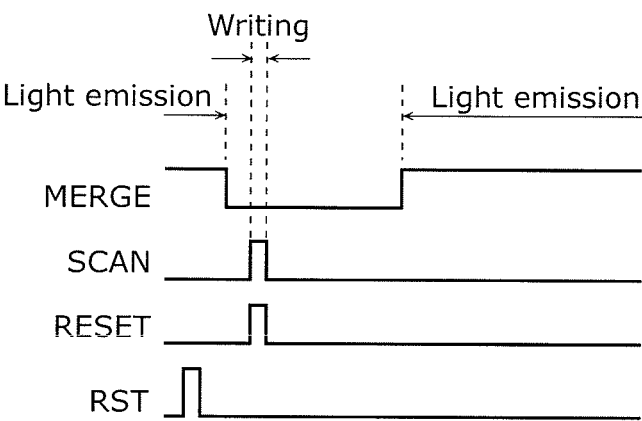 Writing
Light emission
Light emission
MERGE
SCAN
RESET
RST